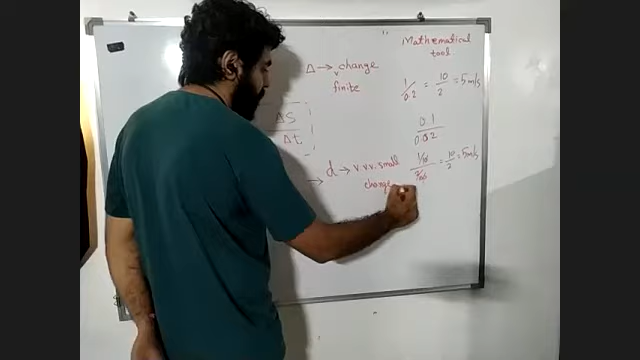 Mathematical
tool
Δ → change
finite
1/0.2 = 10/2 = 5 m/s
ΔS
Δt
0.1
0.02
d → v.v.v. small
change
1/10
= 10/2 = 5 m/s